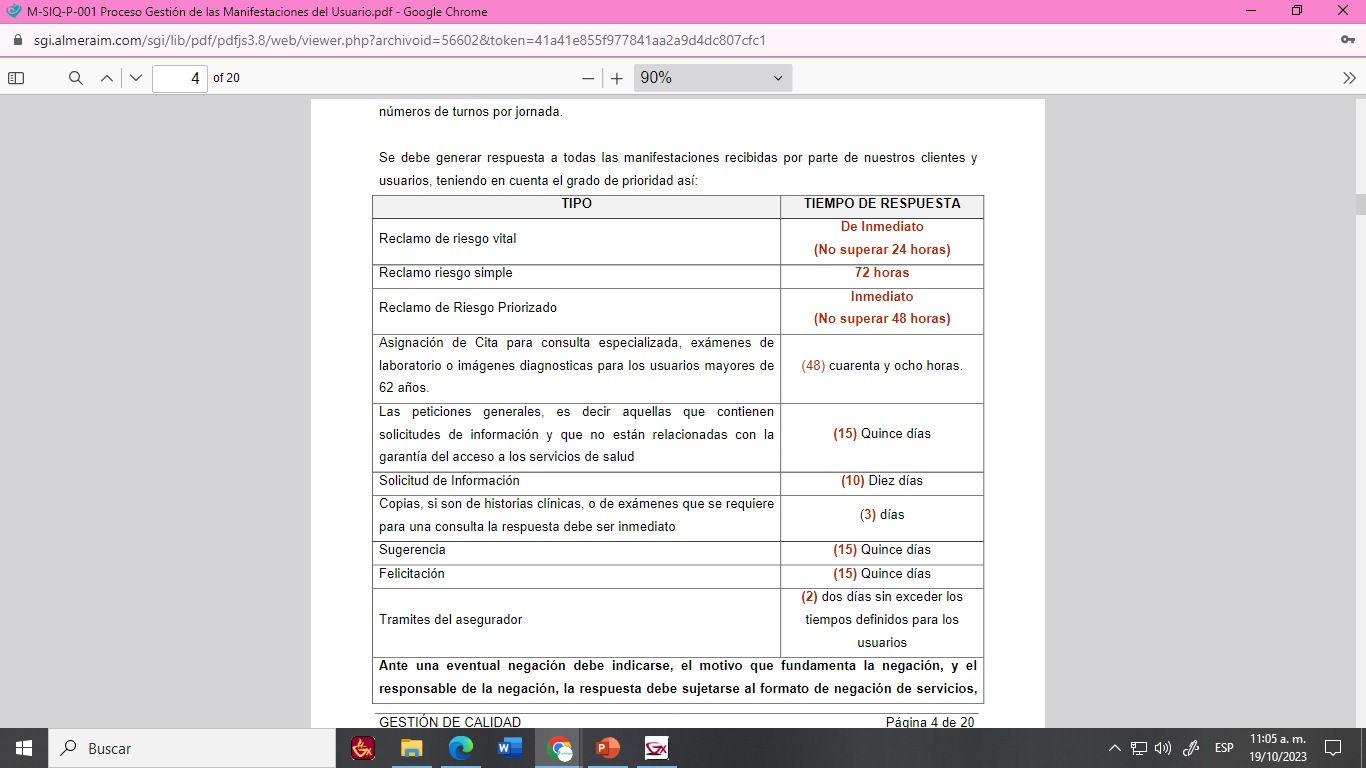 M-SIQ-P-001 Proceso Gestión de las Manifestaciones del Usuario.pdf - Google Chrome
sgi.almeraim.com/sgi/lib/pdf/pdfjs3.8/web/viewer.php?archivoid=56602&token=41a41e855f977841aa2a9d4dc807cfc1
4 of 20
90%
números de turnos por jornada.
Se debe generar respuesta a todas las manifestaciones recibidas por parte de nuestros clientes y
usuarios, teniendo en cuenta el grado de prioridad así:
TIPO TIEMPO DE RESPUESTA
Reclamo de riesgo vital
De Inmediato
(No superar 24 horas)
Reclamo riesgo simple 72 horas
Reclamo de Riesgo Priorizado
Inmediato
(No superar 48 horas)
Asignación de Cita para consulta especializada, exámenes de
laboratorio o imágenes diagnosticas para los usuarios mayores de
62 años.
(48) cuarenta y ocho horas.
Las peticiones generales, es decir aquellas que contienen
solicitudes de información y que no están relacionadas con la
garantía del acceso a los servicios de salud
(15) Quince días
Solicitud de Información (10) Diez días
Copias, si son de historias clínicas, o de exámenes que se requiere
para una consulta la respuesta debe ser inmediato
(3) días
Sugerencia (15) Quince días
Felicitación (15) Quince días
Tramites del asegurador
(2) dos días sin exceder los
tiempos definidos para los
usuarios
Ante una eventual negación debe indicarse, el motivo que fundamenta la negación, y el
responsable de la negación, la respuesta debe sujetarse al formato de negación de servicios,
GESTIÓN DE CALIDAD Página 4 de 20
Buscar
ESP
11:05 a. m.
19/10/2023